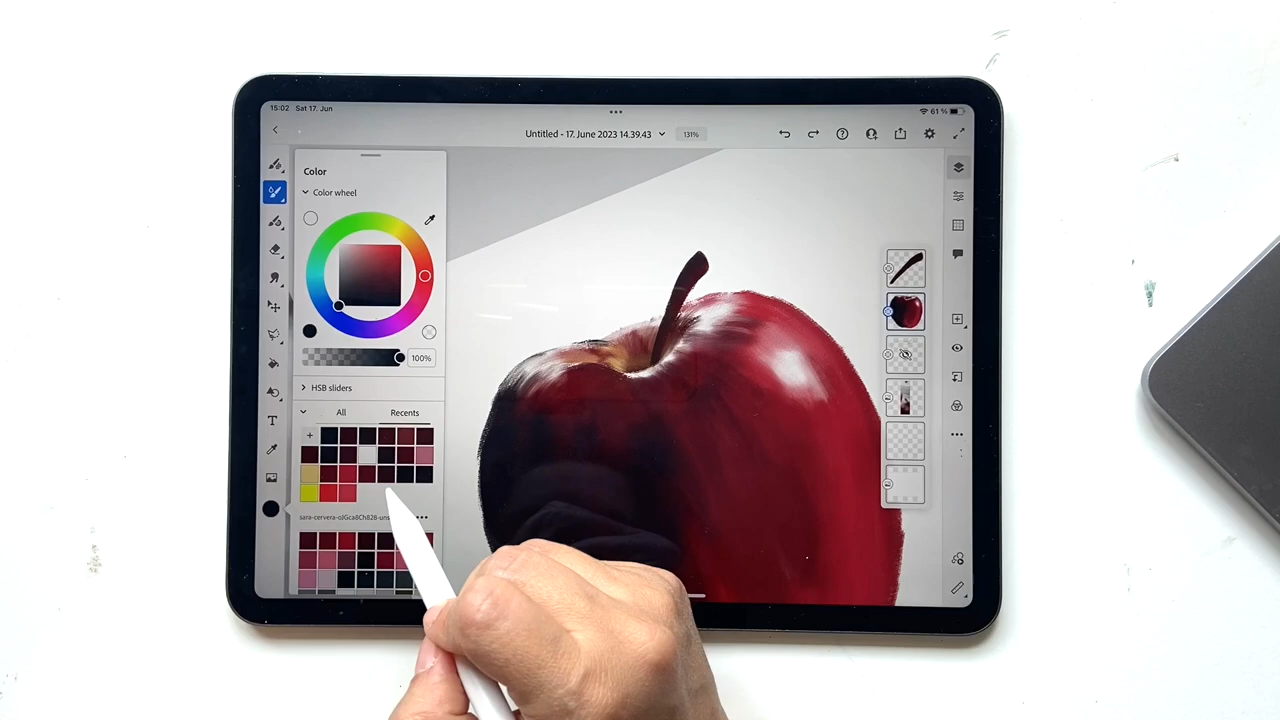 15:02 Sat 17. Jun
61 %
Untitled - 17. June 2023 14.39.43
131%
Color
Color wheel
100%
HSB sliders
All Recents
T